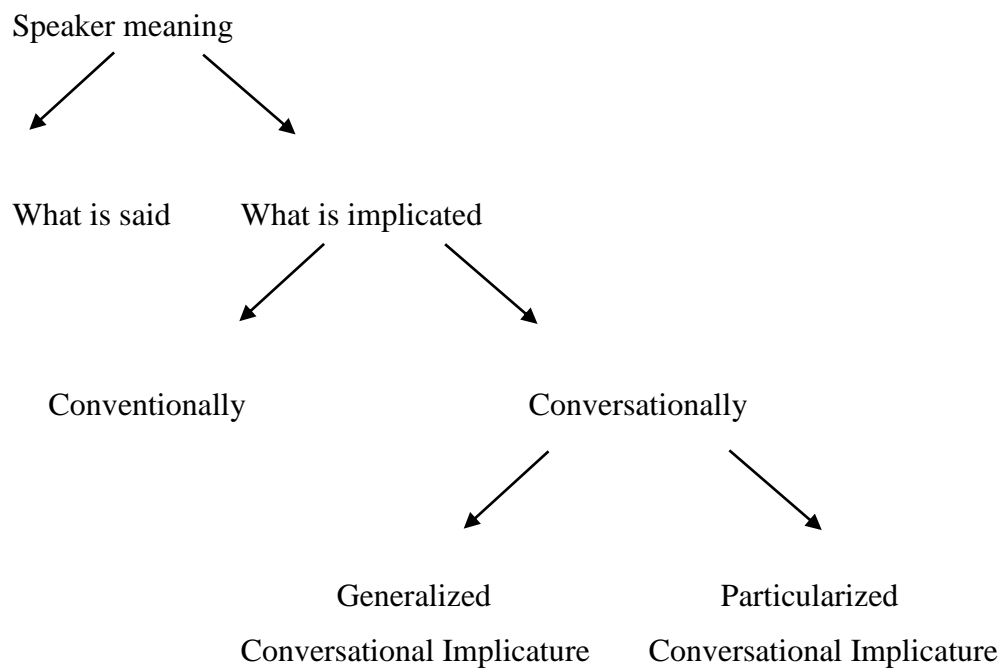 Speaker meaning
What is said
What is implicated
Conventionally
Conversationally
Generalized
Conversational Implicature
Particularized
Conversational Implicature